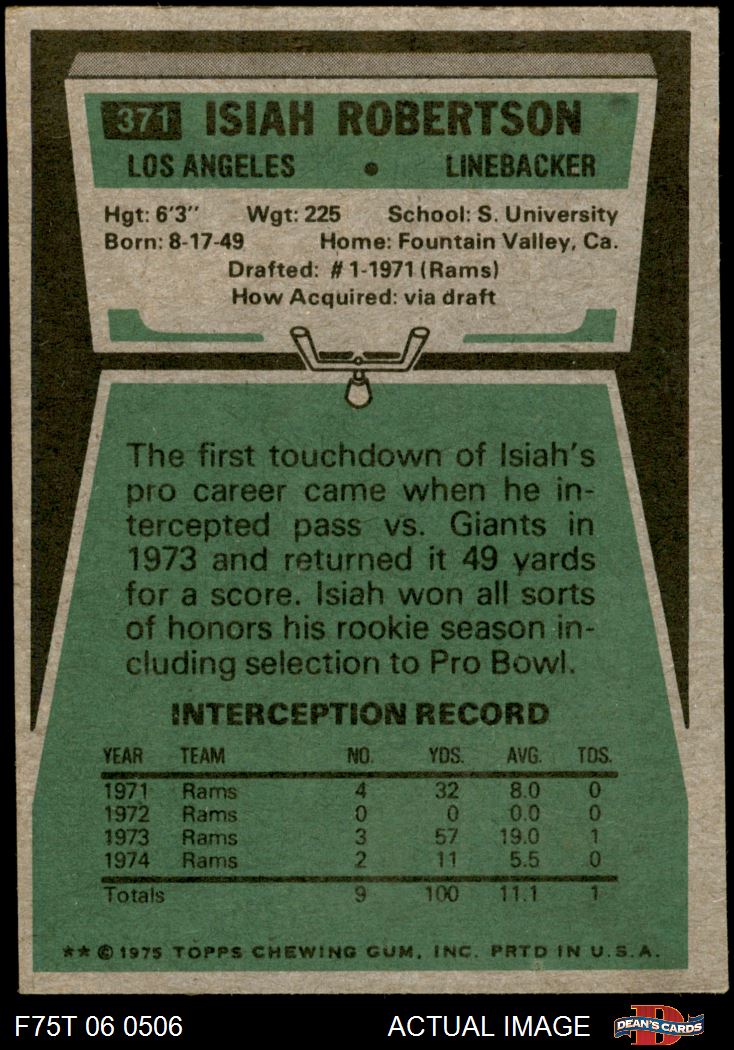 371 ISIAH ROBERTSON
LOS ANGELES • LINEBACKER
Hgt: 6'3" Wgt: 225 School: S. University
Born: 8-17-49 Home: Fountain Valley, Ca.
Drafted: #1-1971 (Rams)
How Acquired: via draft
The first touchdown of Isiah's
pro career came when he in-
tercepted pass vs. Giants in
1973 and returned it 49 yards
for a score. Isiah won all sorts
of honors his rookie season in-
cluding selection to Pro Bowl.
INTERCEPTION RECORD
YEAR TEAM NO. YDS. AVG. TDS.
1971 Rams 4 32 8.0 0
1972 Rams 0 0 0.0 0
1973 Rams 3 57 19.0 1
1974 Rams 2 11 5.5 0
Totals 9 100 11.1 1
★★ © 1975 TOPPS CHEWING GUM, INC. PRTD IN U.S.A.
F75T 06 0506 ACTUAL IMAGE D DEAN'S CARDS